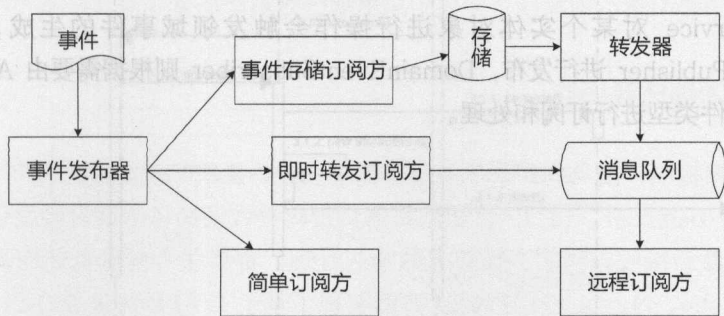 事件
事件存储订阅方
存储
转发器
事件发布器
即时转发订阅方
消息队列
简单订阅方
远程订阅方